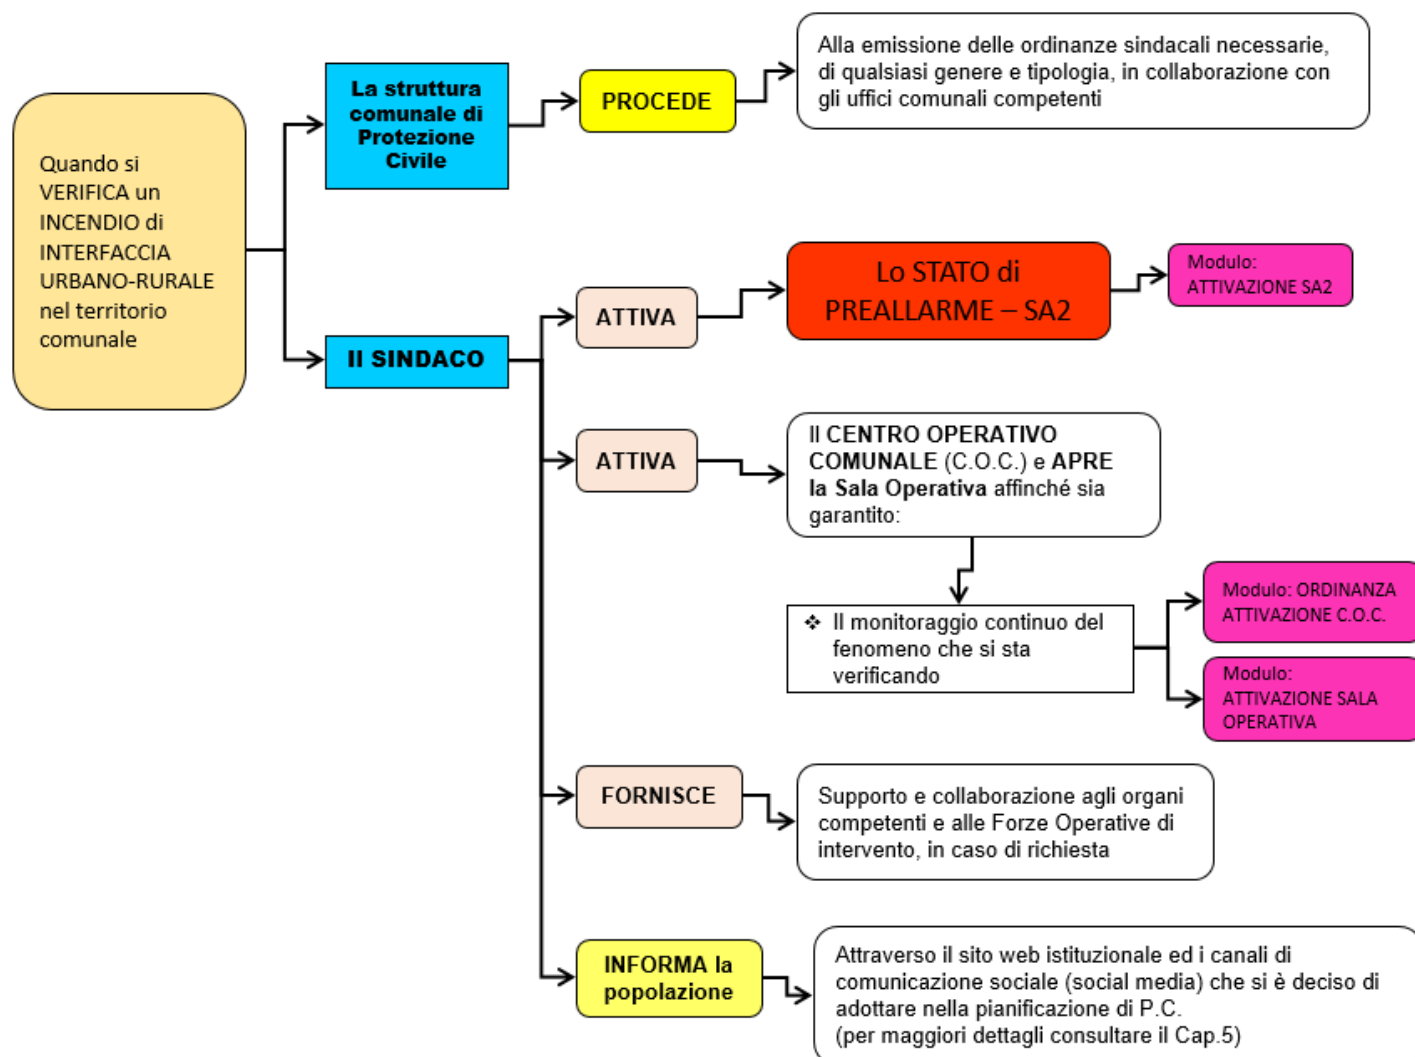 Quando si
VERIFICA un
INCENDIO di
INTERFACCIA
URBANO-RURALE
nel territorio
comunale
La struttura
comunale di
Protezione
Civile
PROCEDE
Alla emissione delle ordinanze sindacali necessarie,
di qualsiasi genere e tipologia, in collaborazione con
gli uffici comunali competenti
Il SINDACO
ATTIVA
Lo STATO di
PREALLARME – SA2
Modulo:
ATTIVAZIONE SA2
ATTIVA
Il CENTRO OPERATIVO
COMUNALE (C.O.C.) e APRE
la Sala Operativa affinché sia
garantito:
❖ Il monitoraggio continuo del
fenomeno che si sta
verificando
Modulo: ORDINANZA
ATTIVAZIONE C.O.C.
Modulo:
ATTIVAZIONE SALA
OPERATIVA
FORNISCE
Supporto e collaborazione agli organi
competenti e alle Forze Operative di
intervento, in caso di richiesta
INFORMA la
popolazione
Attraverso il sito web istituzionale ed i canali di
comunicazione sociale (social media) che si è deciso di
adottare nella pianificazione di P.C.
(per maggiori dettagli consultare il Cap.5)